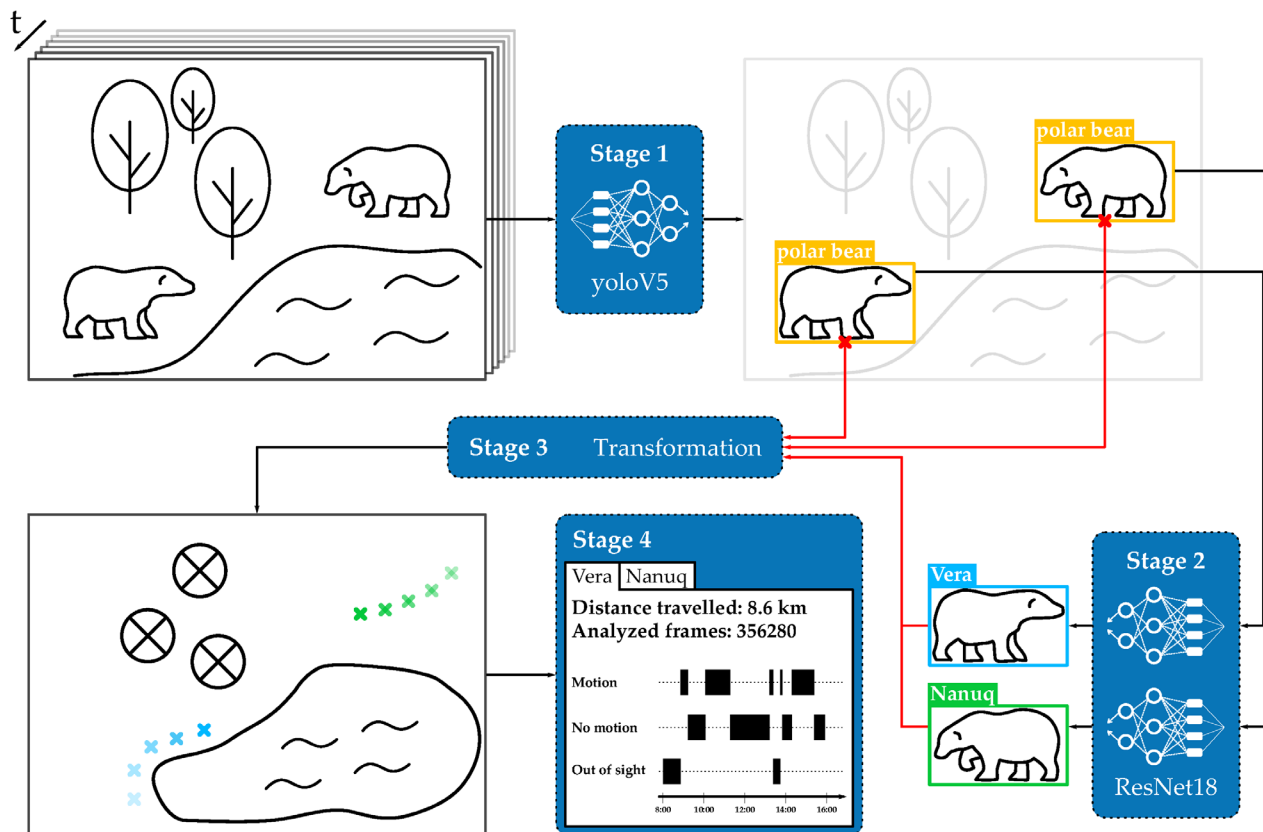 t
Stage 1
yoloV5
polar bear
polar bear
Stage 3 Transformation
Stage 4
Vera Nanuq
Distance travelled: 8.6 km
Analyzed frames: 356280
Motion
No motion
Out of sight
8:00 10:00 12:00 14:00 16:00
Vera
Nanuq
Stage 2
ResNet18